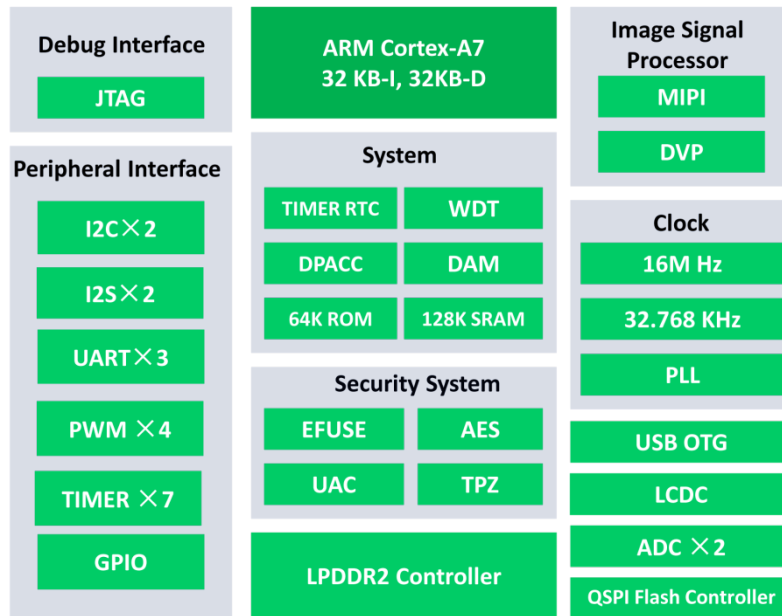 Debug Interface
JTAG
Peripheral Interface
I2C×2
I2S×2
UART×3
PWM ×4
TIMER ×7
GPIO
ARM Cortex-A7
32 KB-I, 32KB-D
System
TIMER RTC
WDT
DPACC
DAM
64K ROM
128K SRAM
Security System
EFUSE
AES
UAC
TPZ
LPDDR2 Controller
Image Signal
Processor
MIPI
DVP
Clock
16M Hz
32.768 KHz
PLL
USB OTG
LCDC
ADC ×2
QSPI Flash Controller